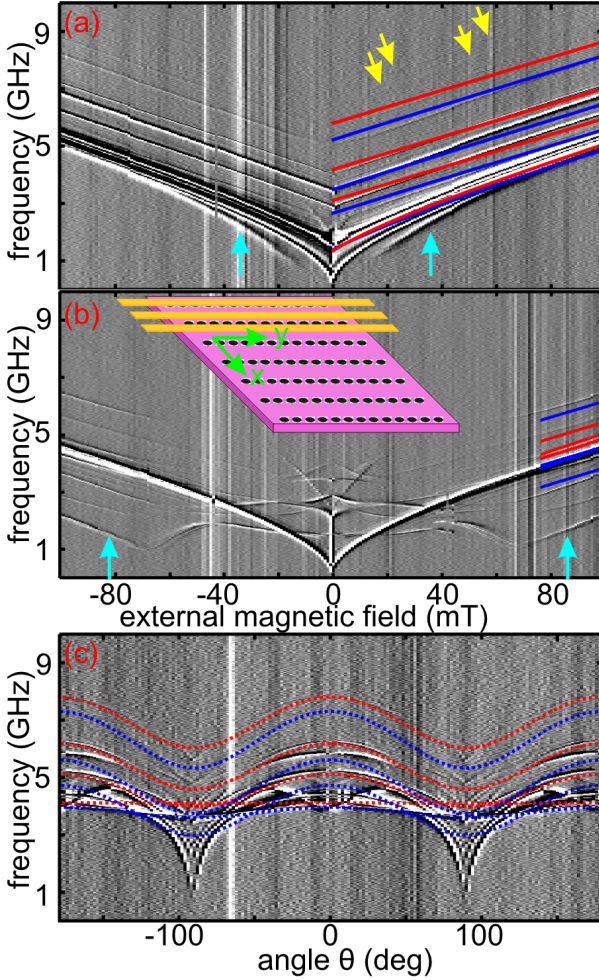 (a)
9
5
1
frequency (GHz)
(b)
9
5
1
frequency (GHz)
y
x
-80 -40 0 40 80
external magnetic field (mT)
(c)
9
5
1
frequency (GHz)
-100 0 100
angle θ (deg)